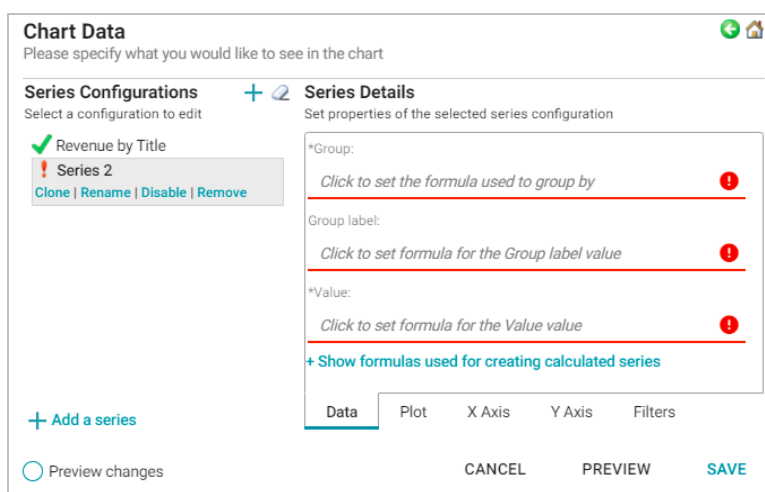 Chart Data
Please specify what you would like to see in the chart
Series Configurations
Select a configuration to edit
Revenue by Title
Series 2
Clone | Rename | Disable | Remove
+ Add a series
Series Details
Set properties of the selected series configuration
*Group:
Click to set the formula used to group by
Group label:
Click to set formula for the Group label value
*Value:
Click to set formula for the Value value
+ Show formulas used for creating calculated series
Data Plot X Axis Y Axis Filters
Preview changes
CANCEL PREVIEW SAVE